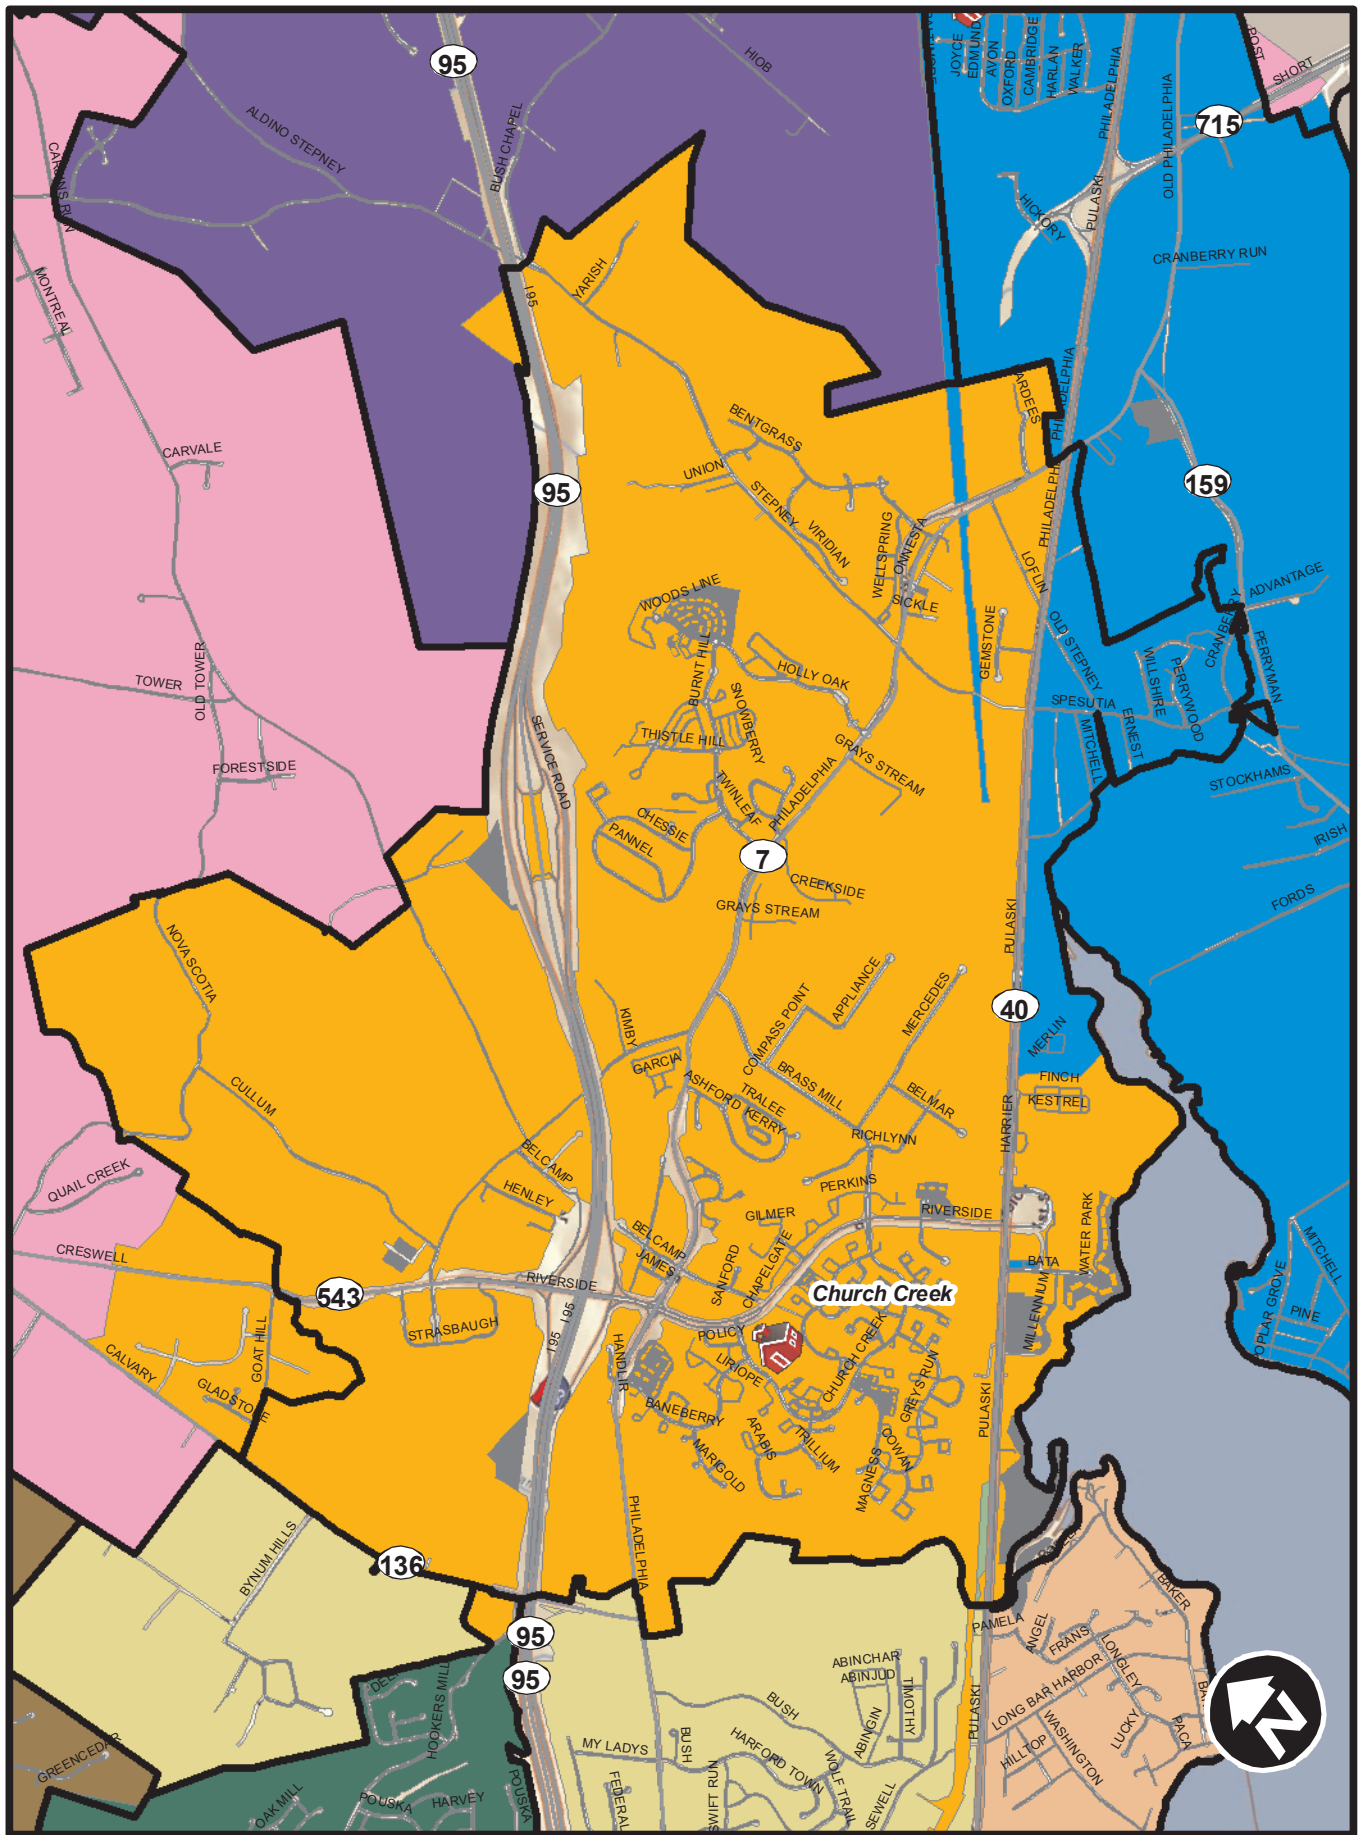 95
HIOB
JOYCE
EDMUND
AVON
OXFORD
CAMBRIDGE
HARLAN
WALKER
PHILADELPHIA
OLD PHILADELPHIA
POST
SHORT
715
ALDINO STEPNEY
BUSH CHAPEL
HICKORY
PULASKI
CRANBERRY RUN
MONTREAL
I 95
YARISH
PHILADELPHIA
ARDEES
CARVALE
BENTGRASS
UNION
STEPNEY
VIRIDIAN
95
159
WELLSPRING
ONNESTA
SICKLE
PHILADELPHI
LOFLIN
ADVANTAGE
CRANBERRY
PERRYMAN
WOODS LINE
BURNT HILL
HOLLY OAK
GEMSTONE
OLD STEPNEY
WILLSHIRE
PERRYWOOD
TOWER
OLD TOWER
SNOWBERRY
THISTLE HILL
SPESUTIA
ERNEST
MITCHELL
FORESTSIDE
SERVICE ROAD
GRAYS STREAM
PHILADELPHIA
TWINLEAF
CHESSIE
PANNEL
STOCKHAMS
IRISH
7
CREEKSIDE
GRAYS STREAM
FORDS
NOVA SCOTIA
PULASKI
40
KIMBY
GARCIA
COMPASS POINT
APPLIANCE
MERCEDES
MERLIN
CULLUM
ASHFORD
TRALEE
KERRY
BRASS MILL
BELMAR
FINCH
KESTREL
HARRIER
RICHLYNN
QUAIL CREEK
BELCAMP
HENLEY
PERKINS
GILMER
RIVERSIDE
CRESWELL
BELCAMP
JAMES
SANFORD
CHAPELGATE
BATA
WATER PARK
MITCHELL
543
RIVERSIDE
I 95
I 95
Church Creek
MILLENNIUM
OPLAR GROVE
PINE
STRASBAUGH
GOAT HILL
CALVARY
GLADSTONE
HANDLIR
POLICY
LIRIOPE
CHURCH CREEK
GREYS RUN
PULASKI
BANEBERRY
MARIGOLD
ARABIS
TRILLIUM
COWAN
MAGNESS
PHILADELPHIA
BYNUM HILLS
136
95
95
PAMELA
ANGEL
FRANS
BAKER
LONGLEY
LONG BAR HARBOR
HILLTOP
WASHINGTON
LUCKY
PACA
HOOKERS MILL
ABINCHAR
ABINJUD
TIMOTHY
ABINGIN
BUSH
BUSH
MY LADYS
HARFORD TOWN
WOLF TRAIL
SEWELL
SWIFT RUN
FEDERAL
PULASKI
GREENCEDAR
OAK MILL
POUSKA
HARVEY
POUSKA
N